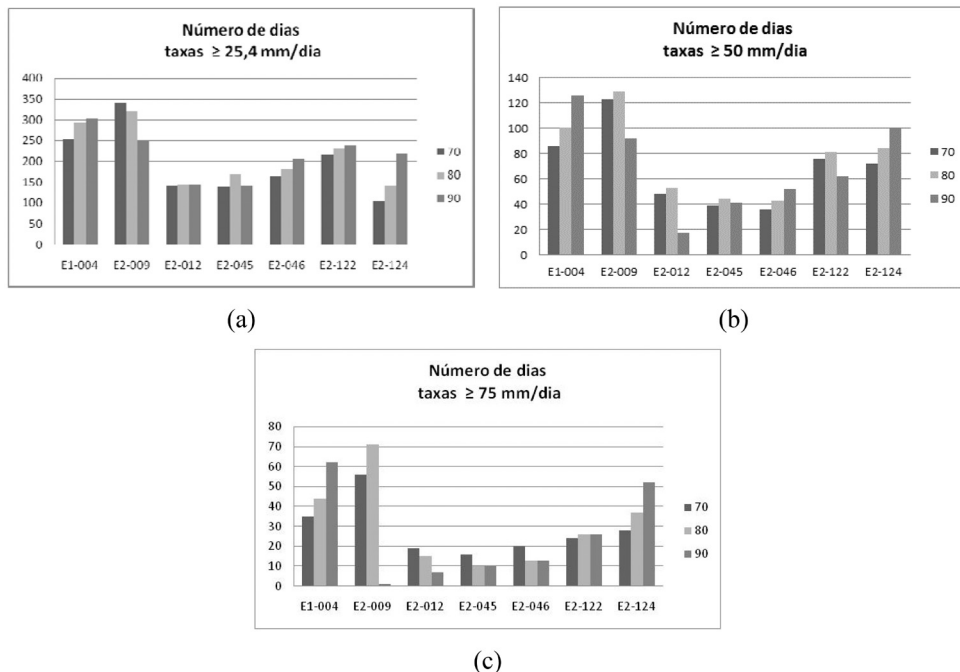 Número de dias
taxas ≥ 25,4 mm/dia
400
350
300
250
200
150
100
50
0
E1-004 E2-009 E2-012 E2-045 E2-046 E2-122 E2-124
70
80
90
(a)
Número de dias
taxas ≥ 50 mm/dia
140
120
100
80
60
40
20
0
E1-004 E2-009 E2-012 E2-045 E2-046 E2-122 E2-124
70
80
90
(b)
Número de dias
taxas ≥ 75 mm/dia
80
70
60
50
40
30
20
10
0
E1-004 E2-009 E2-012 E2-045 E2-046 E2-122 E2-124
70
80
90
(c)